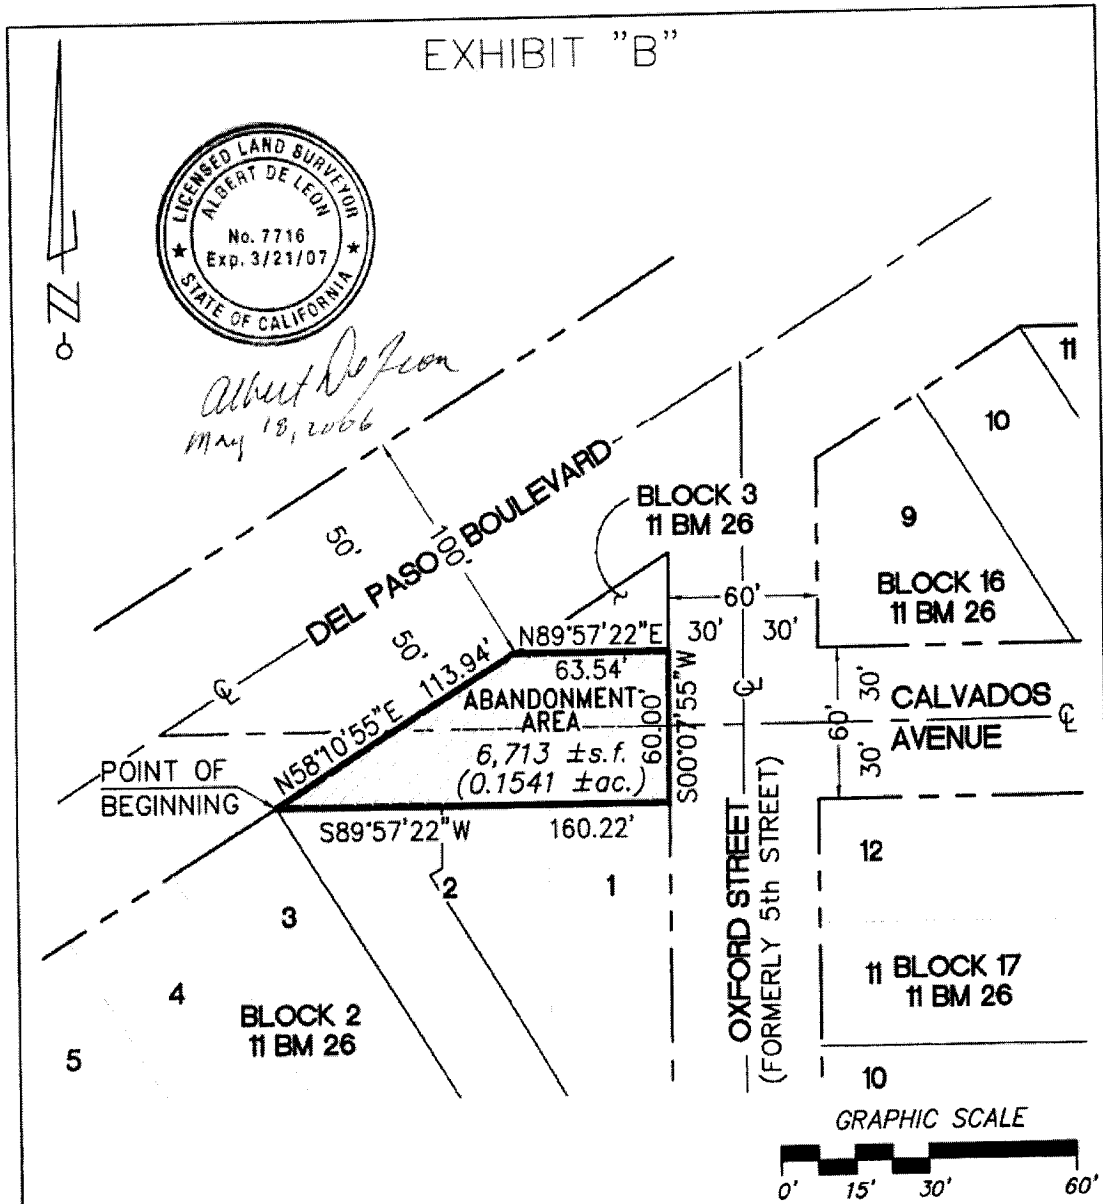 EXHIBIT "B"
LICENSED LAND SURVEYOR
ALBERT DE LEON
No. 7716
Exp. 3/21/07
STATE OF CALIFORNIA
N
Albert De Leon
May 18, 2006
11
10
9
BLOCK 16
11 BM 26
BLOCK 3
11 BM 26
50'
100'
DEL PASO BOULEVARD
50'
℄
60'
30'
30'
N89°57'22"E
63.54'
113.94'
N58°10'55"E
ABANDONMENT
AREA
6,713 ±s.f.
(0.1541 ±ac.)
60.00
S00°07'55"W
℄
30'
60'
30'
CALVADOS
AVENUE
℄
POINT OF
BEGINNING
S89°57'22"W
160.22'
OXFORD STREET
(FORMERLY 5th STREET)
1
2
3
4
5
BLOCK 2
11 BM 26
12
11
BLOCK 17
11 BM 26
10
GRAPHIC SCALE
0'
15'
30'
60'